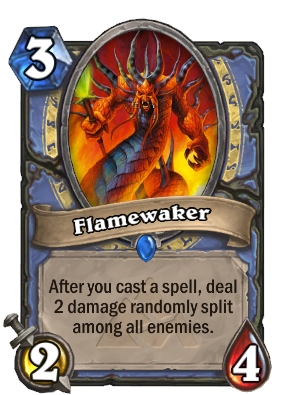 3
Flamewaker
After you cast a spell, deal
2 damage randomly split
among all enemies.
2
4